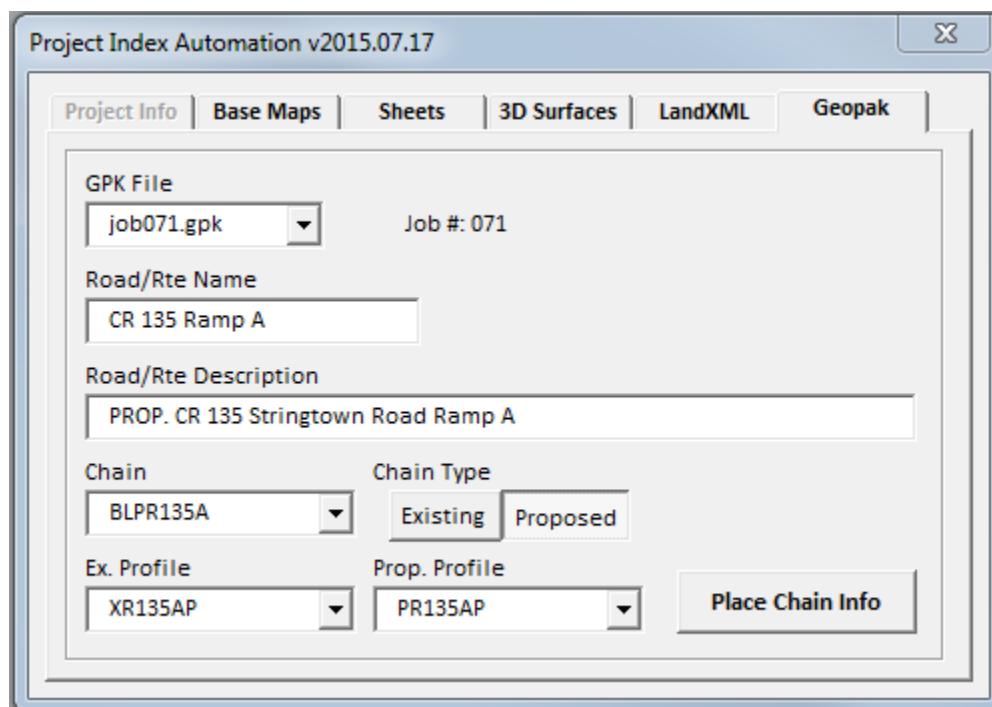 Project Index Automation v2015.07.17
Project Info Base Maps Sheets 3D Surfaces LandXML Geopak
GPK File
job071.gpk Job #: 071
Road/Rte Name
CR 135 Ramp A
Road/Rte Description
PROP. CR 135 Stringtown Road Ramp A
Chain Chain Type
BLPR135A Existing Proposed
Ex. Profile Prop. Profile
XR135AP PR135AP Place Chain Info